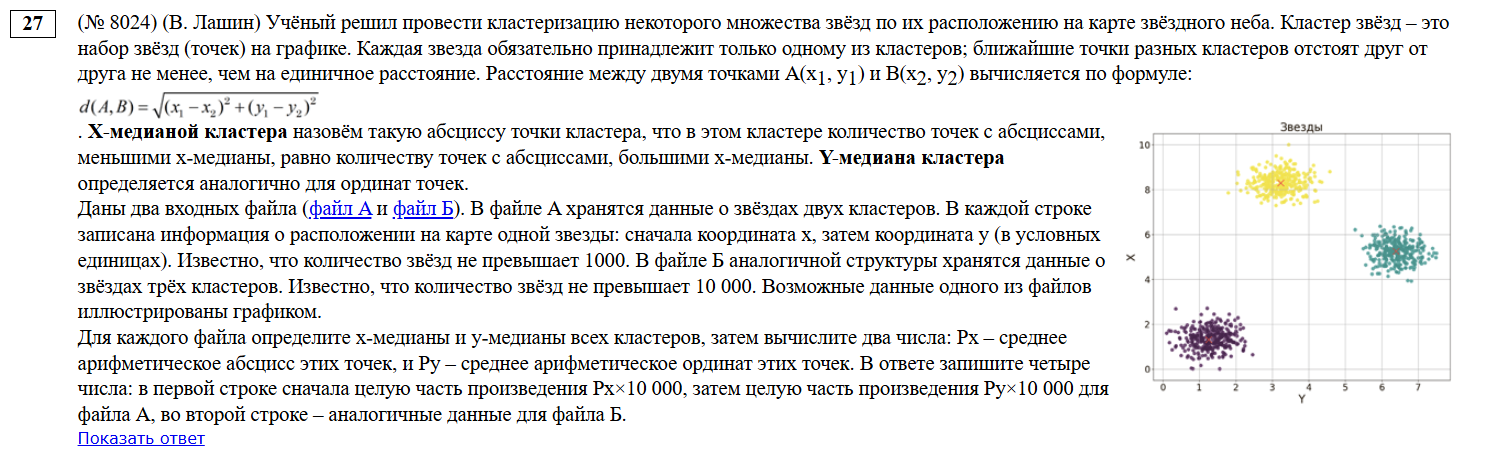 27
(№ 8024) (В. Лашин) Учёный решил провести кластеризацию некоторого множества звёзд по их расположению на карте звёздного неба. Кластер звёзд – это
набор звёзд (точек) на графике. Каждая звезда обязательно принадлежит только одному из кластеров; ближайшие точки разных кластеров отстоят друг от
друга не менее, чем на единичное расстояние. Расстояние между двумя точками A(x1, y1) и B(x2, y2) вычисляется по формуле:
d(A,B) = √((x₁ − x₂)² + (y₁ − y₂)²)
. X-медианой кластера назовём такую абсциссу точки кластера, что в этом кластере количество точек с абсциссами,
меньшими x-медианы, равно количеству точек с абсциссами, большими x-медианы. Y-медиана кластера
определяется аналогично для ординат точек.
Даны два входных файла (файл A и файл Б). В файле A хранятся данные о звёздах двух кластеров. В каждой строке
записана информация о расположении на карте одной звезды: сначала координата x, затем координата y (в условных
единицах). Известно, что количество звёзд не превышает 1000. В файле Б аналогичной структуры хранятся данные о
звёздах трёх кластеров. Известно, что количество звёзд не превышает 10 000. Возможные данные одного из файлов
иллюстрированы графиком.
Для каждого файла определите x-медианы и y-медианы всех кластеров, затем вычислите два числа: Px – среднее
арифметическое абсцисс этих точек, и Py – среднее арифметическое ординат этих точек. В ответе запишите четыре
числа: в первой строке сначала целую часть произведения Px×10 000, затем целую часть произведения Py×10 000 для
файла А, во второй строке – аналогичные данные для файла Б.
Показать ответ
Звезды
10
8
6
X
4
2
0
0 1 2 3 4 5 6 7
Y